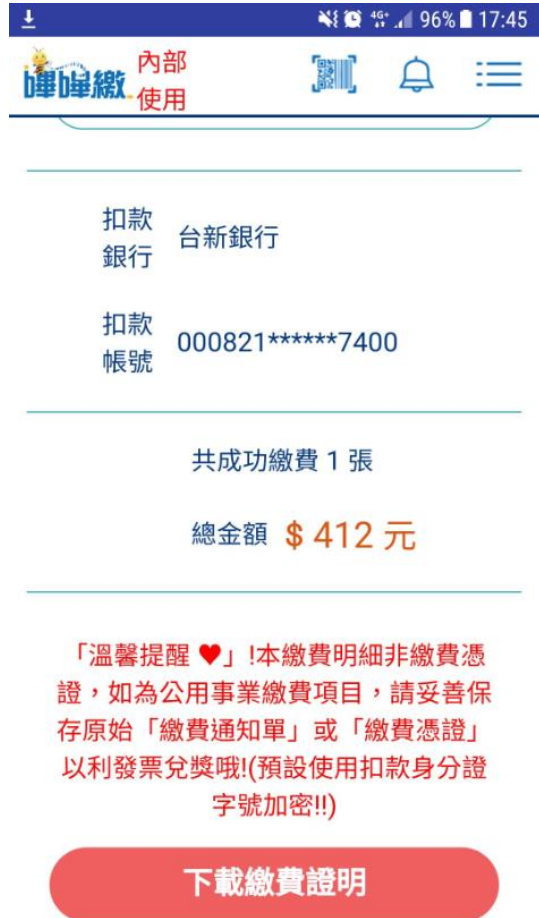 96% 17:45
嗶嗶繳 內部
使用
扣款
銀行 台新銀行
扣款
帳號 000821******7400
共成功繳費 1 張
總金額 $ 412 元
「溫馨提醒 ♥」!本繳費明細非繳費憑
證，如為公用事業繳費項目，請妥善保
存原始「繳費通知單」或「繳費憑證」
以利發票兌獎哦!(預設使用扣款身分證
字號加密!!)
下載繳費證明